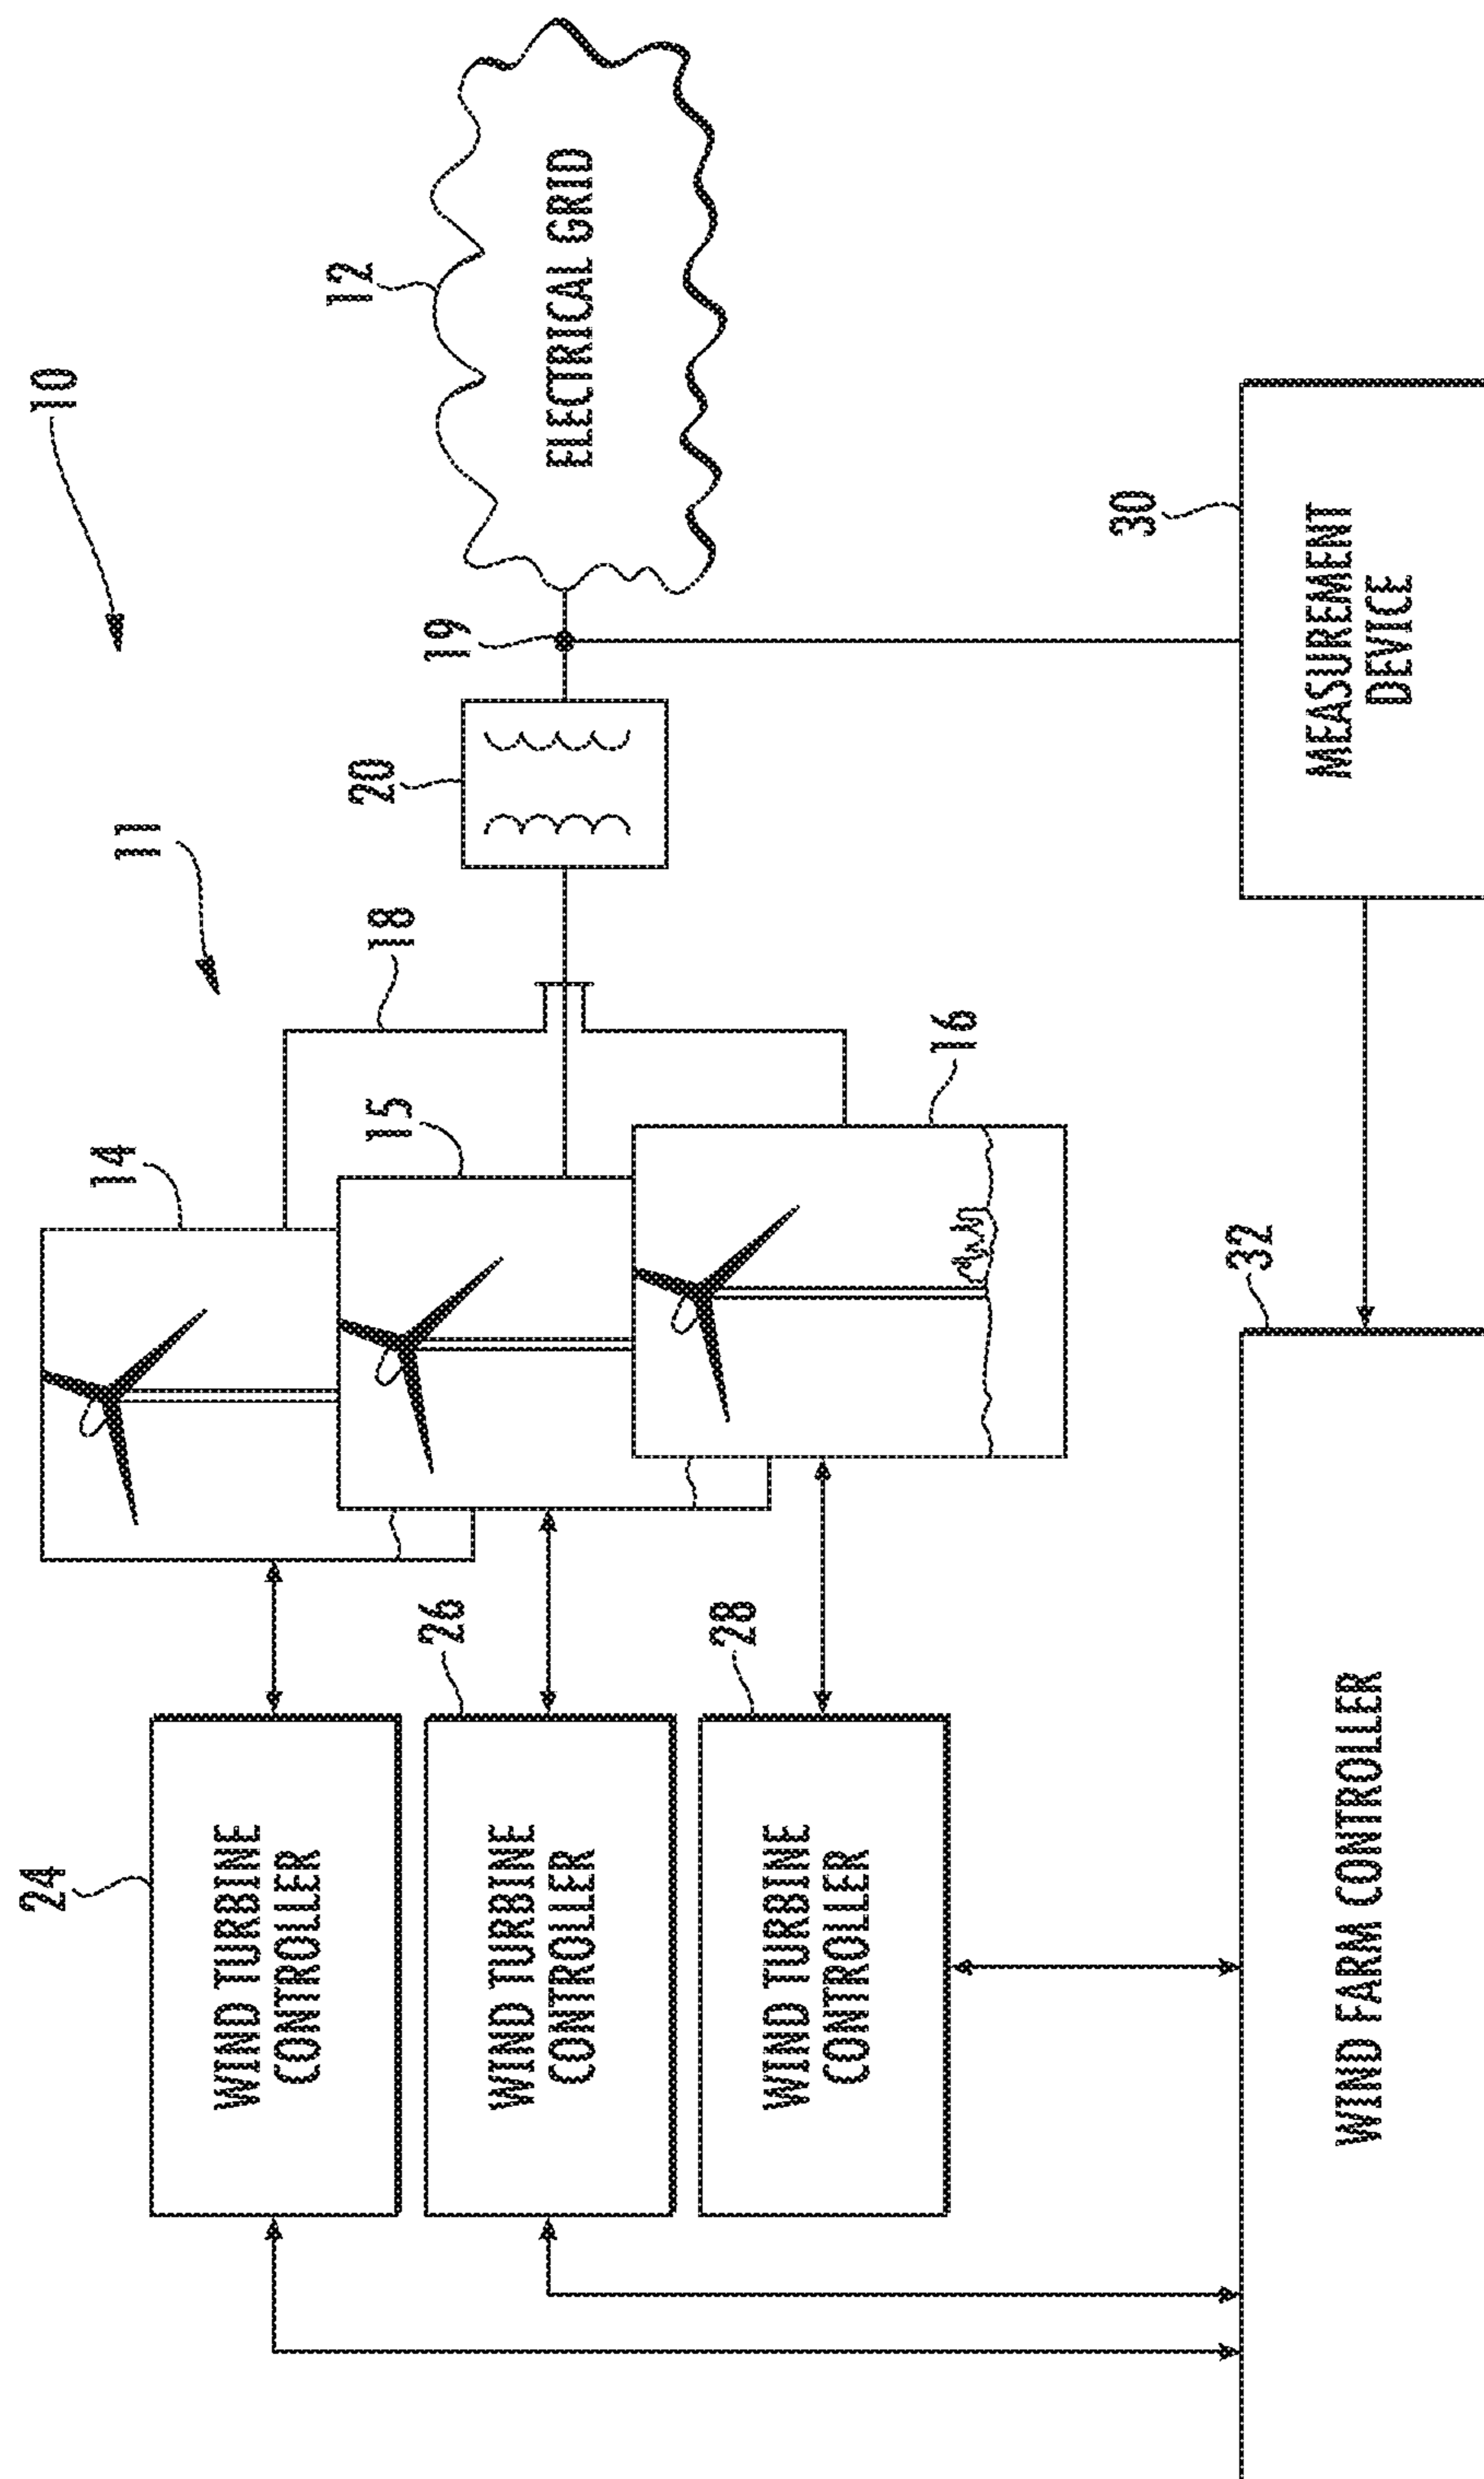 10
11
12
ELECTRICAL GRID
19
20
18
14
15
16
24
WIND TURBINE
CONTROLLER
26
WIND TURBINE
CONTROLLER
28
WIND TURBINE
CONTROLLER
30
MEASUREMENT
DEVICE
32
WIND FARM CONTROLLER